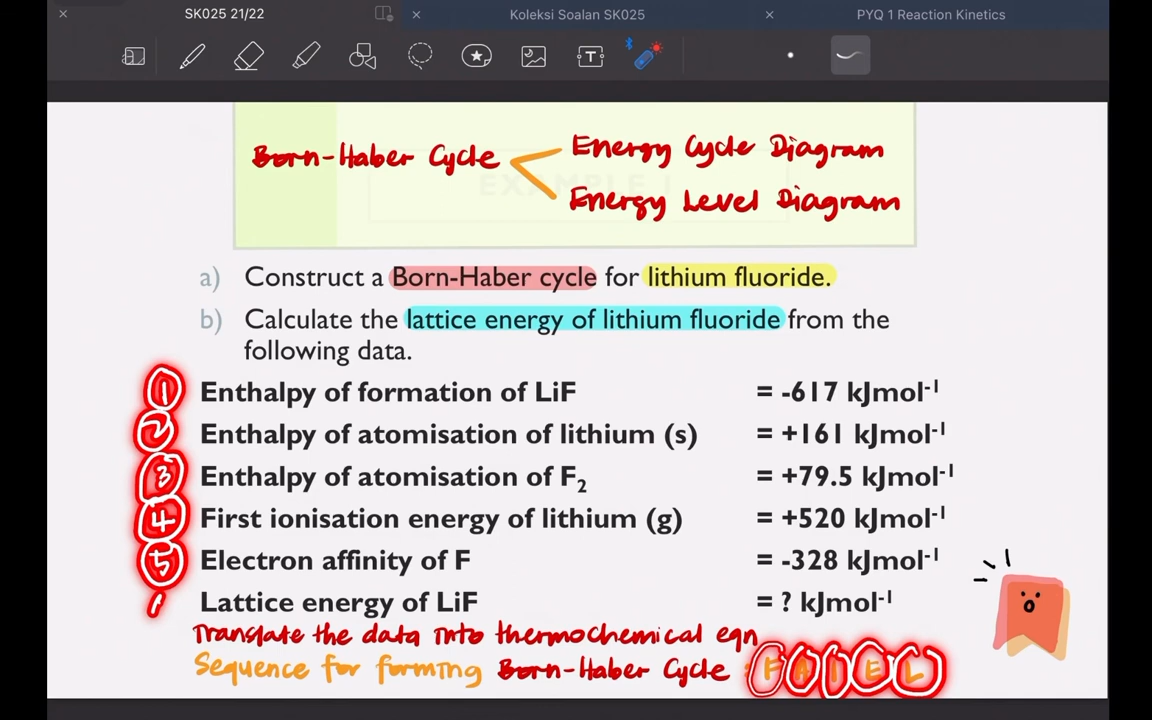 SK025 21/22
Koleksi Soalan SK025
PYQ 1 Reaction Kinetics
Born-Haber Cycle
Energy Cycle Diagram
Energy Level Diagram
EXAMPLE 1
a) Construct a Born-Haber cycle for lithium fluoride.
b) Calculate the lattice energy of lithium fluoride from the
following data.
1 Enthalpy of formation of LiF = -617 kJmol⁻¹
2 Enthalpy of atomisation of lithium (s) = +161 kJmol⁻¹
3 Enthalpy of atomisation of F₂ = +79.5 kJmol⁻¹
4 First ionisation energy of lithium (g) = +520 kJmol⁻¹
5 Electron affinity of F = -328 kJmol⁻¹
Lattice energy of LiF = ? kJmol⁻¹
Translate the data into thermochemical eqn
Sequence for forming Born-Haber Cycle : F A I E L